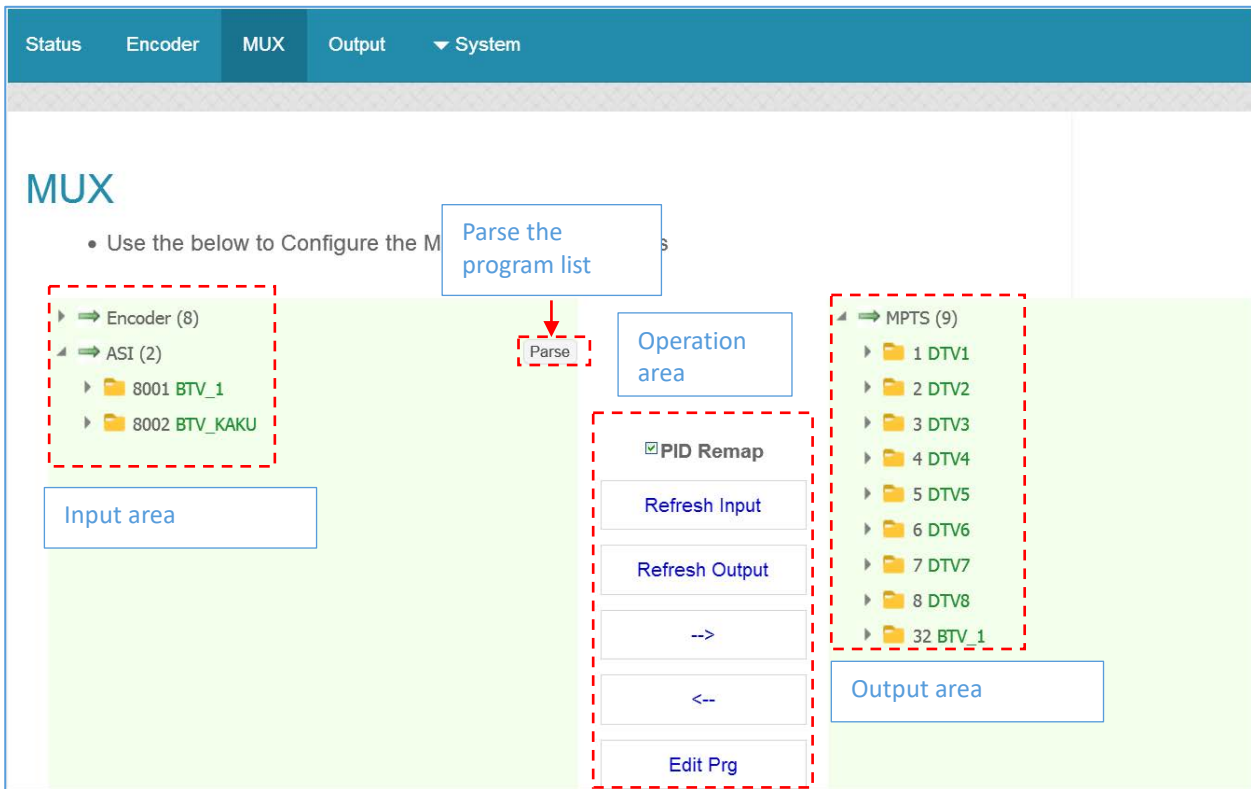 Status Encoder MUX Output System
MUX
• Use the below to Configure the M s
Parse the
program list
Encoder (8)
ASI (2)
8001 BTV_1
8002 BTV_KAKU
Input area
Parse
Operation
area
PID Remap
Refresh Input
Refresh Output
-->
<--
Edit Prg
MPTS (9)
1 DTV1
2 DTV2
3 DTV3
4 DTV4
5 DTV5
6 DTV6
7 DTV7
8 DTV8
32 BTV_1
Output area